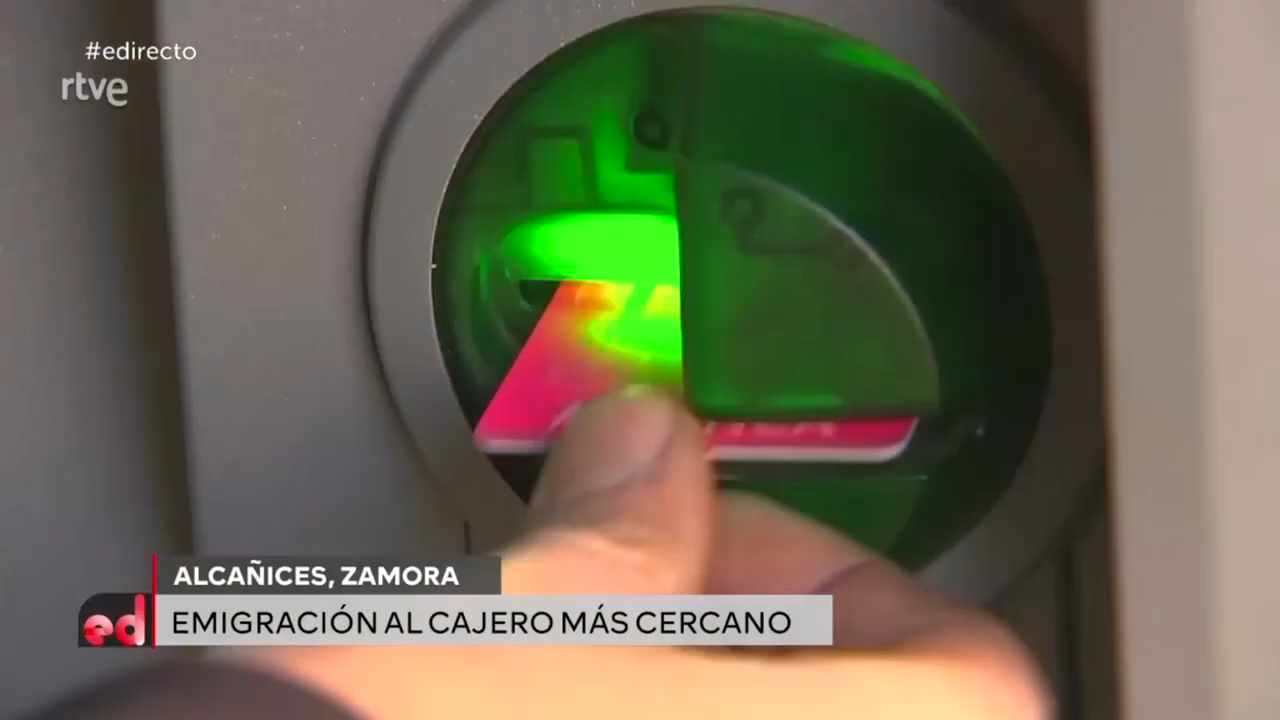 #edirecto
rtve
ALCAÑICES, ZAMORA
ed EMIGRACIÓN AL CAJERO MÁS CERCANO